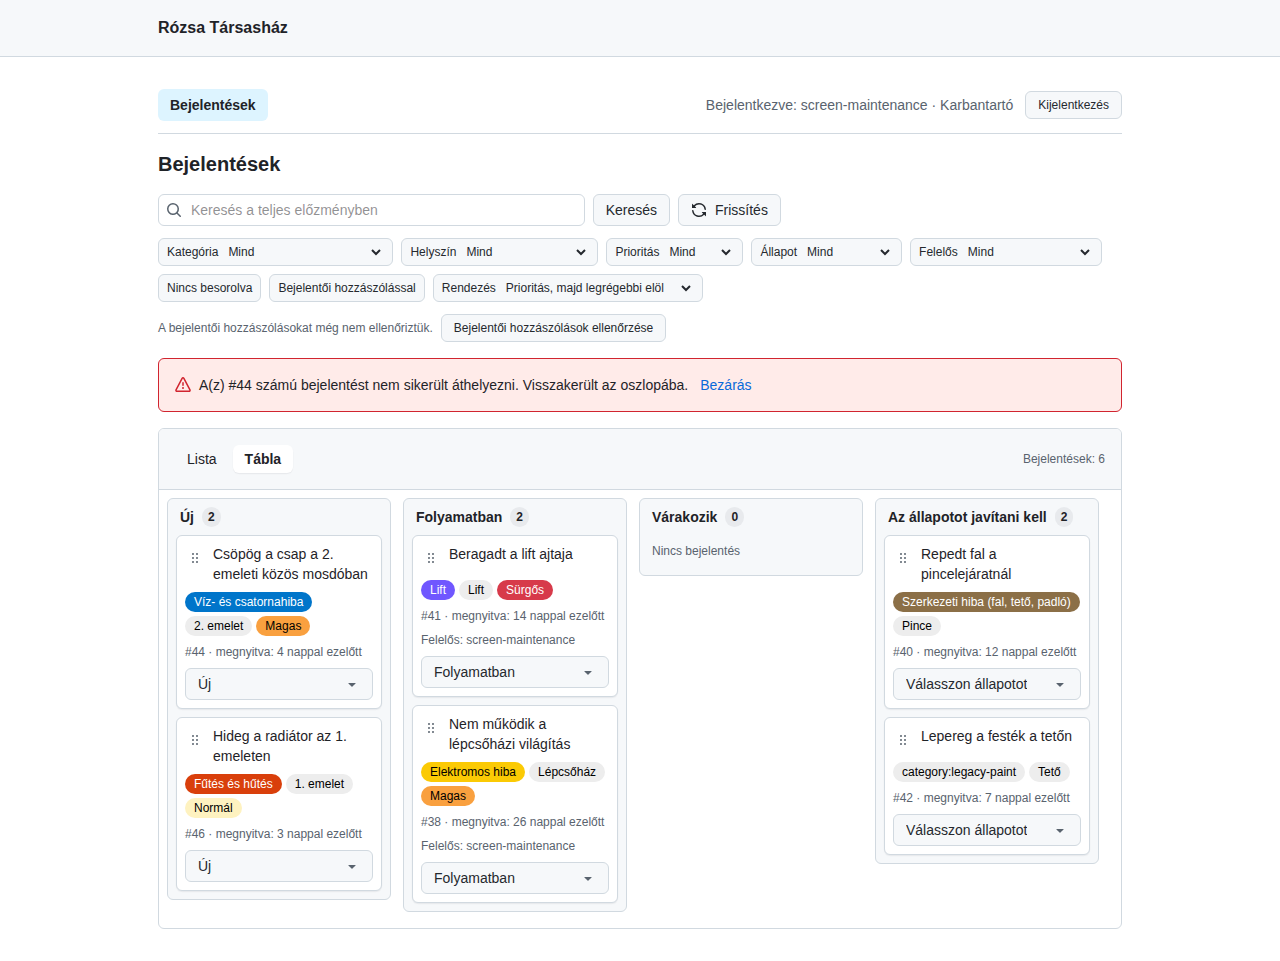 Rózsa Társasház
Bejelentések
Bejelentkezve: screen-maintenance · Karbantartó
Kijelentkezés
Bejelentések
Keresés a teljes előzményben
Keresés
Frissítés
Kategória Mind
Helyszín Mind
Prioritás Mind
Állapot Mind
Felelős Mind
Nincs besorolva
Bejelentői hozzászólással
Rendezés Prioritás, majd legrégebbi elöl
A bejelentői hozzászólásokat még nem ellenőriztük.
Bejelentői hozzászólások ellenőrzése
A(z) #44 számú bejelentést nem sikerült áthelyezni. Visszakerült az oszlopába. Bezárás
Lista
Tábla
Bejelentések: 6
Új 2
Csöpög a csap a 2.
emeleti közös mosdóban
Víz- és csatornahiba
2. emelet
Magas
#44 · megnyitva: 4 nappal ezelőtt
Új
Hideg a radiátor az 1.
emeleten
Fűtés és hűtés
1. emelet
Normál
#46 · megnyitva: 3 nappal ezelőtt
Új
Folyamatban 2
Beragadt a lift ajtaja
Lift
Lift
Sürgős
#41 · megnyitva: 14 nappal ezelőtt
Felelős: screen-maintenance
Folyamatban
Nem működik a
lépcsőházi világítás
Elektromos hiba
Lépcsőház
Magas
#38 · megnyitva: 26 nappal ezelőtt
Felelős: screen-maintenance
Folyamatban
Várakozik 0
Nincs bejelentés
Az állapotot javítani kell 2
Repedt fal a
pincelejáratnál
Szerkezeti hiba (fal, tető, padló)
Pince
#40 · megnyitva: 12 nappal ezelőtt
Válasszon állapotot
Lepereg a festék a tetőn
category:legacy-paint
Tető
#42 · megnyitva: 7 nappal ezelőtt
Válasszon állapotot